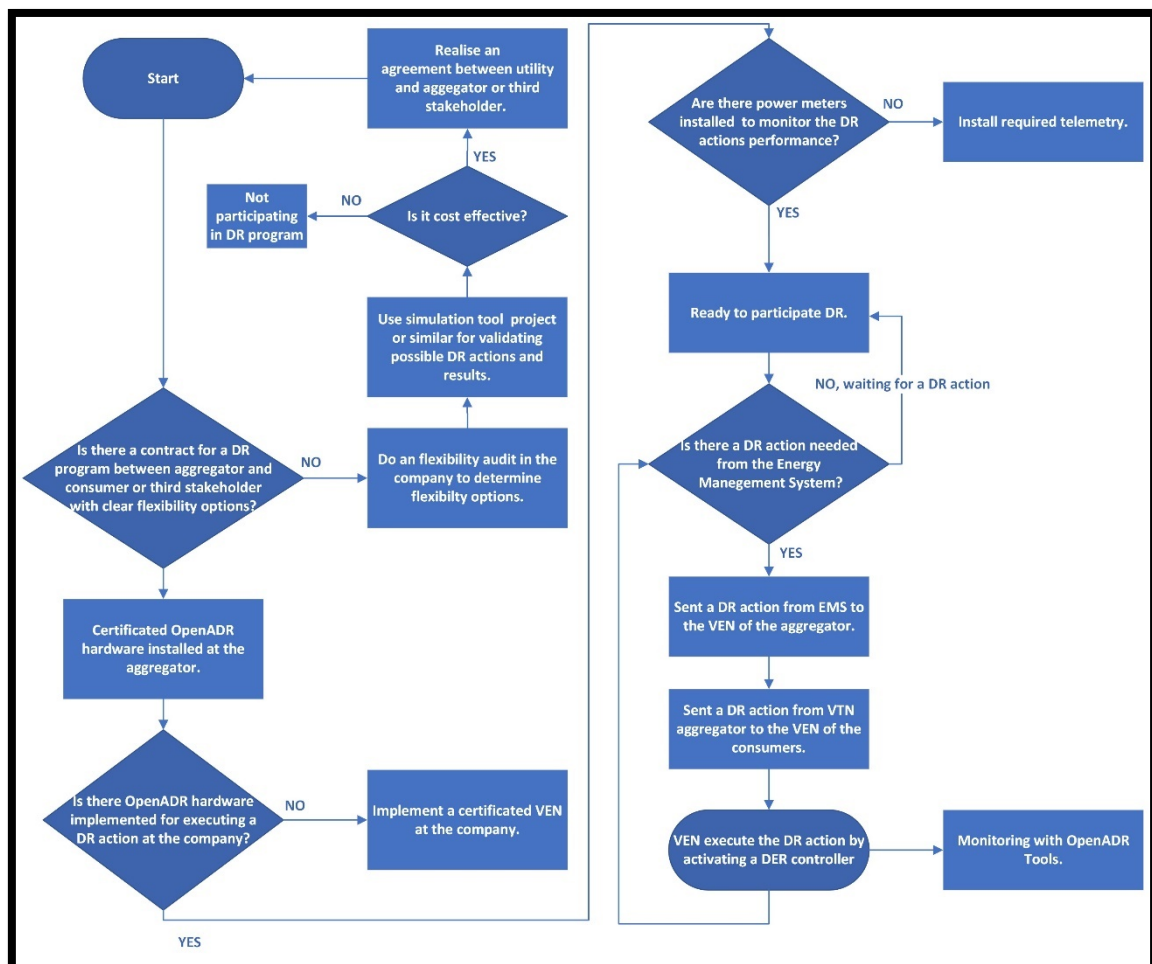 Start
Realise an
agreement between utility
and aggegator or third
stakeholder.
YES
Is it cost effective?
NO
Not
participating
in DR program
Use simulation tool  project
or similar for validating
possible DR actions and
results.
Is there a contract for a DR
program between aggregator and
consumer or third stakeholder
with clear flexibility options?
NO
Do an flexibility audit in the
company to determine
flexibilty options.
Certificated OpenADR
hardware installed at the
aggregator.
Is there OpenADR hardware
implemented for executing a
DR action at the company?
NO
Implement a certificated VEN
at the company.
YES
Are there power meters
installed  to monitor the DR
actions performance?
NO
Install required telemetry.
YES
Ready to participate DR.
NO, waiting for a DR action
Is there a DR action needed
from the Energy
Manegement System?
YES
Sent a DR action from EMS to
the VEN of the aggregator.
Sent a DR action from VTN
aggregator to the VEN of the
consumers.
VEN execute the DR action by
activating a DER controller
Monitoring with OpenADR
Tools.